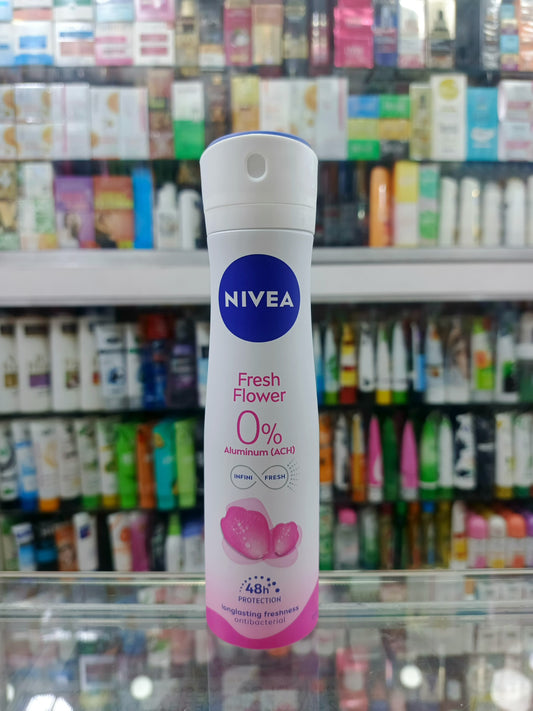 NIVEA
Fresh
Flower
0%
Aluminum (ACH)
INFINI FRESH
48h
PROTECTION
longlasting freshness
antibacterial